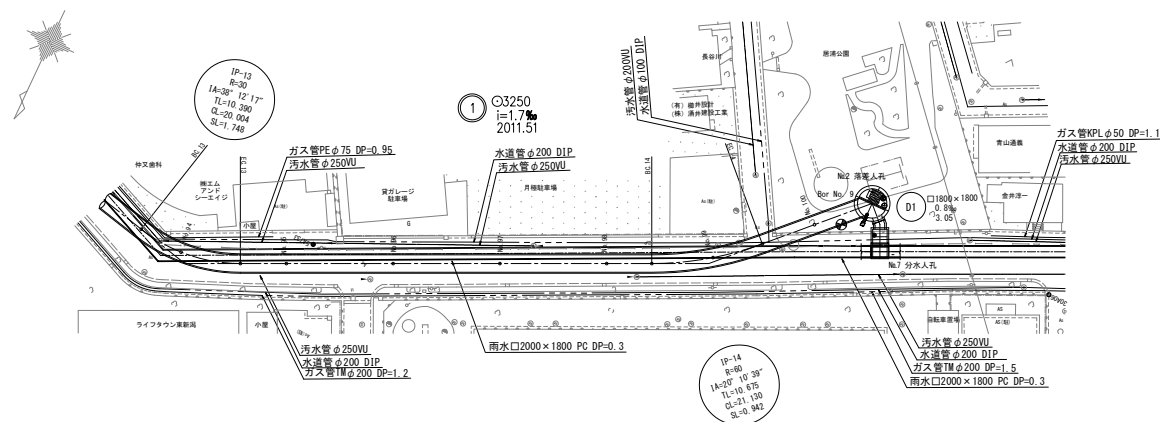 IP-13
R=30
IA=38° 12' 17"
TL=10.390
CL=20.004
SL=1.748
1
⊙3250
i=1.7‰
2011.51
汚水管φ200VU
水道管φ100 DIP
長谷川
居浦公園
(株)涌井建設工業
青山通義
金井淳一
ガス管KPLφ50 DP=1.1
水道管φ200 DIP
汚水管φ250VU
仲又歯科
BC.13
EC.13
ガス管PEφ75 DP=0.95
汚水管φ250VU
水道管φ200 DIP
汚水管φ250VU
㈱エム
アンド
シーエイジ
小屋
貸ガレージ
駐車場
G
月極駐車場
BC.14
№2 落差人孔
Bor No. 9
D1
□1800×1800
0.8‰
3.05
№7 分水人孔
ライフタウン東新潟
小屋
自転車置場
汚水管φ250VU
水道管φ200 DIP
ガス管TMφ200 DP=1.2
雨水口2000×1800 PC DP=0.3
IP-14
R=60
IA=20° 10' 39"
TL=10.675
CL=21.130
SL=0.942
汚水管φ250VU
水道管φ200 DIP
ガス管TMφ200 DP=1.5
雨水口2000×1800 PC DP=0.3